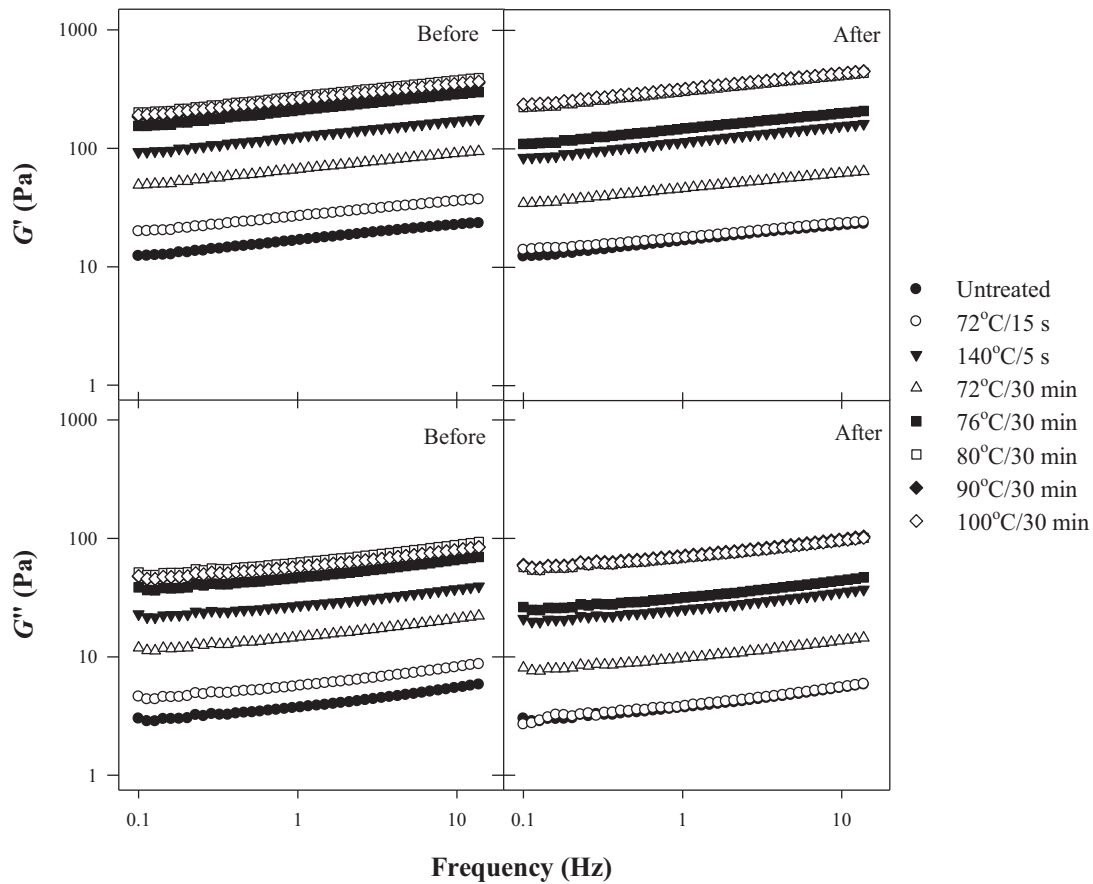 Before
After
1000
100
10
1
G' (Pa)
Before
After
1000
100
10
1
G'' (Pa)
0.1
1
10
0.1
1
10
Frequency (Hz)
Untreated
72°C/15 s
140°C/5 s
72°C/30 min
76°C/30 min
80°C/30 min
90°C/30 min
100°C/30 min